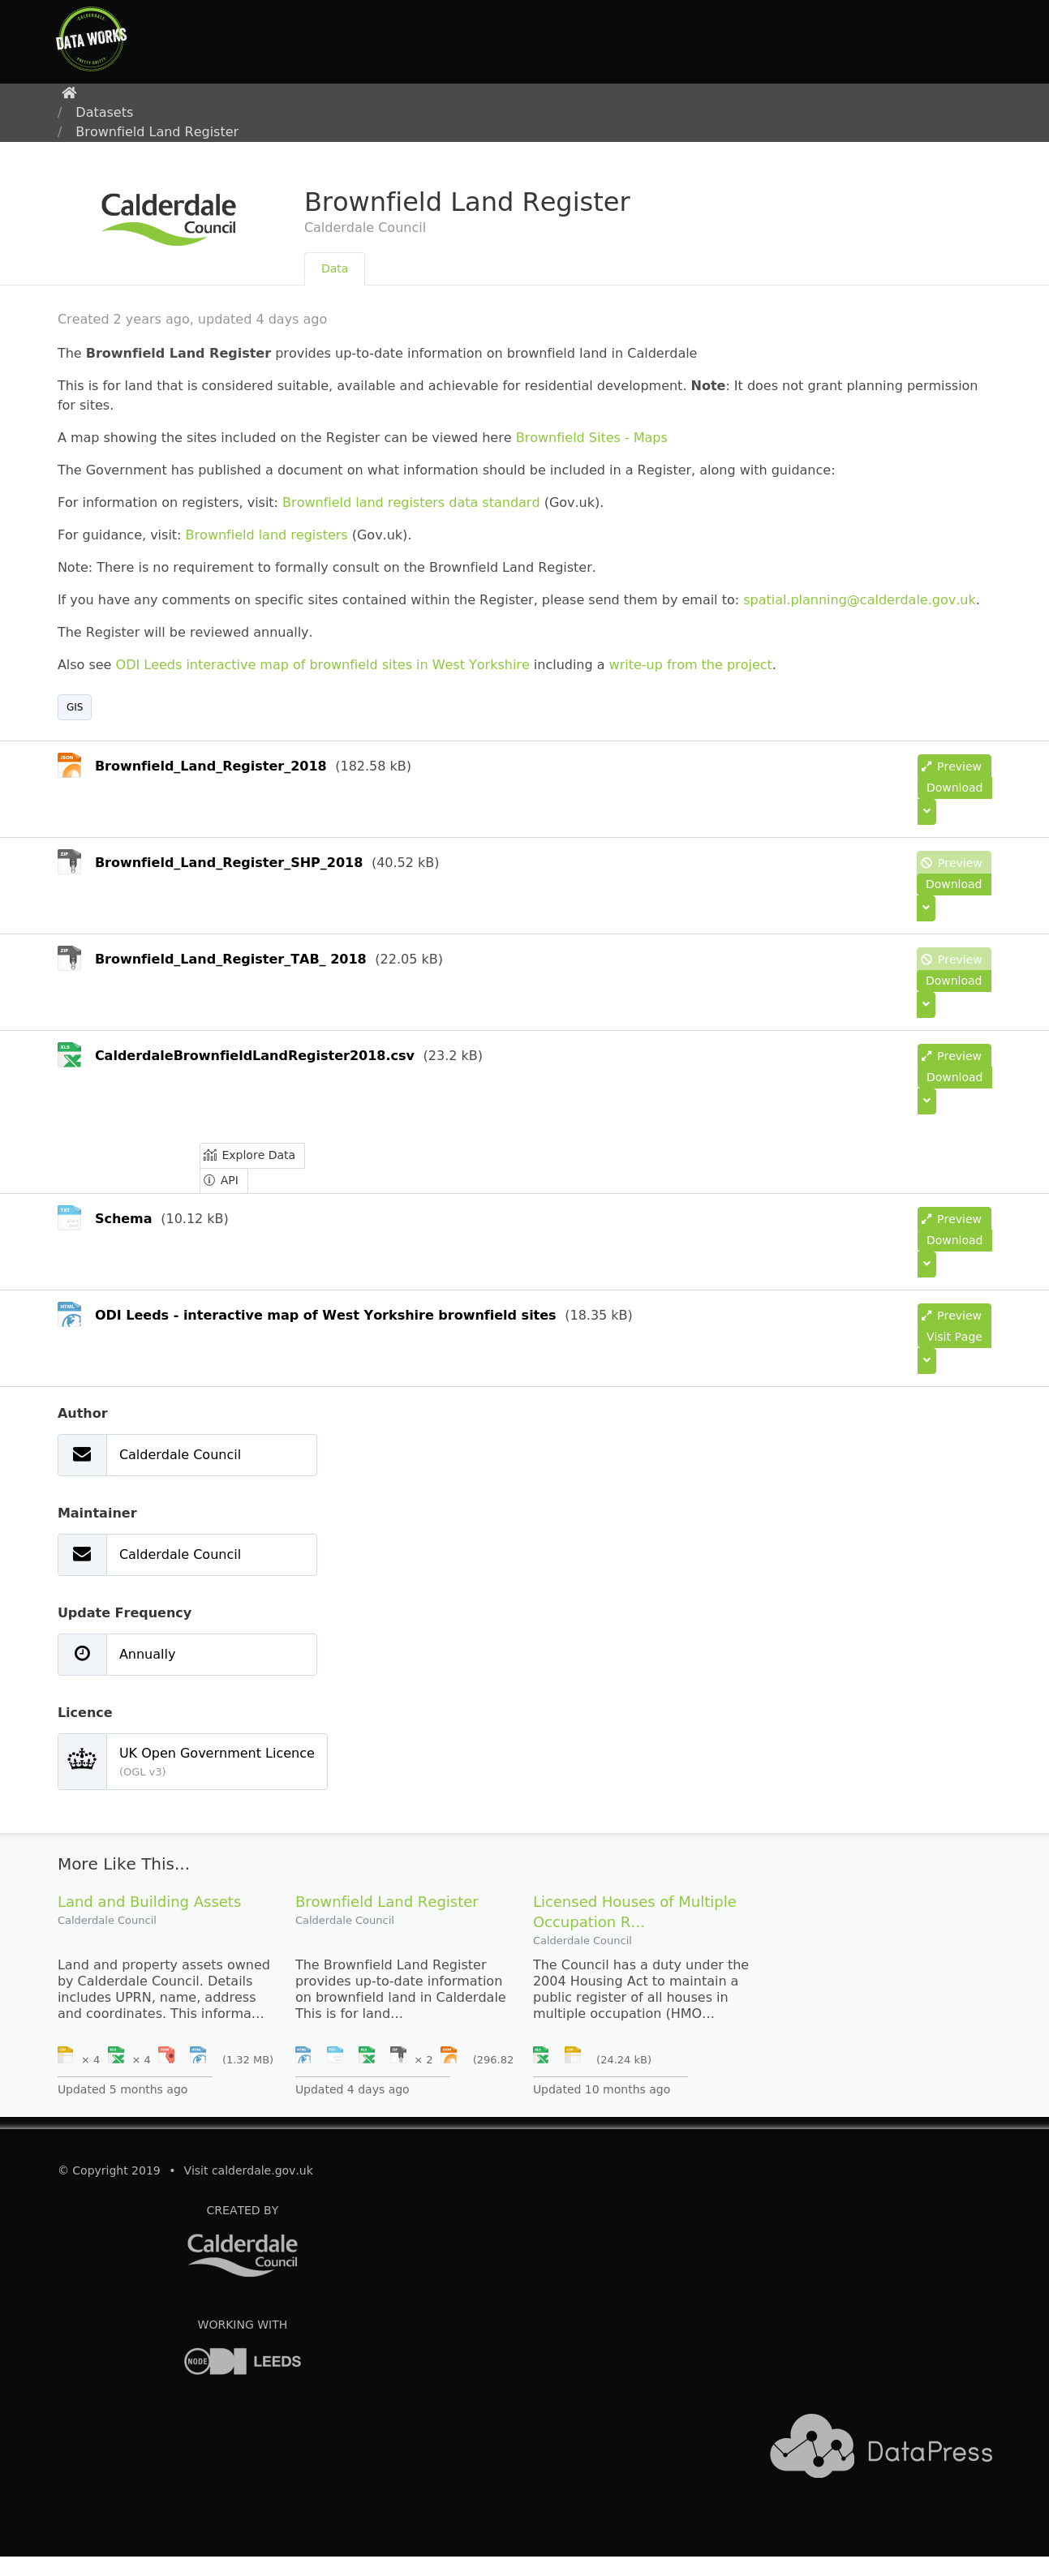 CALDERDALE
DATA WORKS
Datasets
/
Brownfield Land Register
/
Calderdale
Council
Brownfield Land Register
Calderdale Council
Data
Created 2 years ago, updated 4 days ago
The Brownfield Land Register provides up-to-date information on brownfield land in Calderdale
This is for land that is considered suitable, available and achievable for residential development. Note: It does not grant planning permission
for sites.
A map showing the sites included on the Register can be viewed here Brownfield Sites - Maps
The Government has published a document on what information should be included in a Register, along with guidance:
For information on registers, visit: Brownfield land registers data standard (Gov.uk).
For guidance, visit: Brownfield land registers (Gov.uk).
Note: There is no requirement to formally consult on the Brownfield Land Register.
If you have any comments on specific sites contained within the Register, please send them by email to: spatial.planning@calderdale.gov.uk.
The Register will be reviewed annually.
Also see ODI Leeds interactive map of brownfield sites in West Yorkshire including a write-up from the project.
GIS
JSON Brownfield_Land_Register_2018 (182.58 kB)
Preview
Download
ZIP Brownfield_Land_Register_SHP_2018 (40.52 kB)
Preview
Download
ZIP Brownfield_Land_Register_TAB_ 2018 (22.05 kB)
Preview
Download
XLS CalderdaleBrownfieldLandRegister2018.csv (23.2 kB)
Preview
Download
Explore Data
API
TXT Schema (10.12 kB)
Preview
Download
HTML ODI Leeds - interactive map of West Yorkshire brownfield sites (18.35 kB)
Preview
Visit Page
Author
Calderdale Council
Maintainer
Calderdale Council
Update Frequency
Annually
Licence
UK Open Government Licence
(OGL v3)
More Like This...
Land and Building Assets
Calderdale Council
Land and property assets owned
by Calderdale Council. Details
includes UPRN, name, address
and coordinates. This informa...
× 4 × 4 (1.32 MB)
Updated 5 months ago
Brownfield Land Register
Calderdale Council
The Brownfield Land Register
provides up-to-date information
on brownfield land in Calderdale
This is for land...
× 2 (296.82
Updated 4 days ago
Licensed Houses of Multiple
Occupation R...
Calderdale Council
The Council has a duty under the
2004 Housing Act to maintain a
public register of all houses in
multiple occupation (HMO...
(24.24 kB)
Updated 10 months ago
© Copyright 2019 • Visit calderdale.gov.uk
CREATED BY
Calderdale
Council
WORKING WITH
NODE ODI LEEDS
DataPress